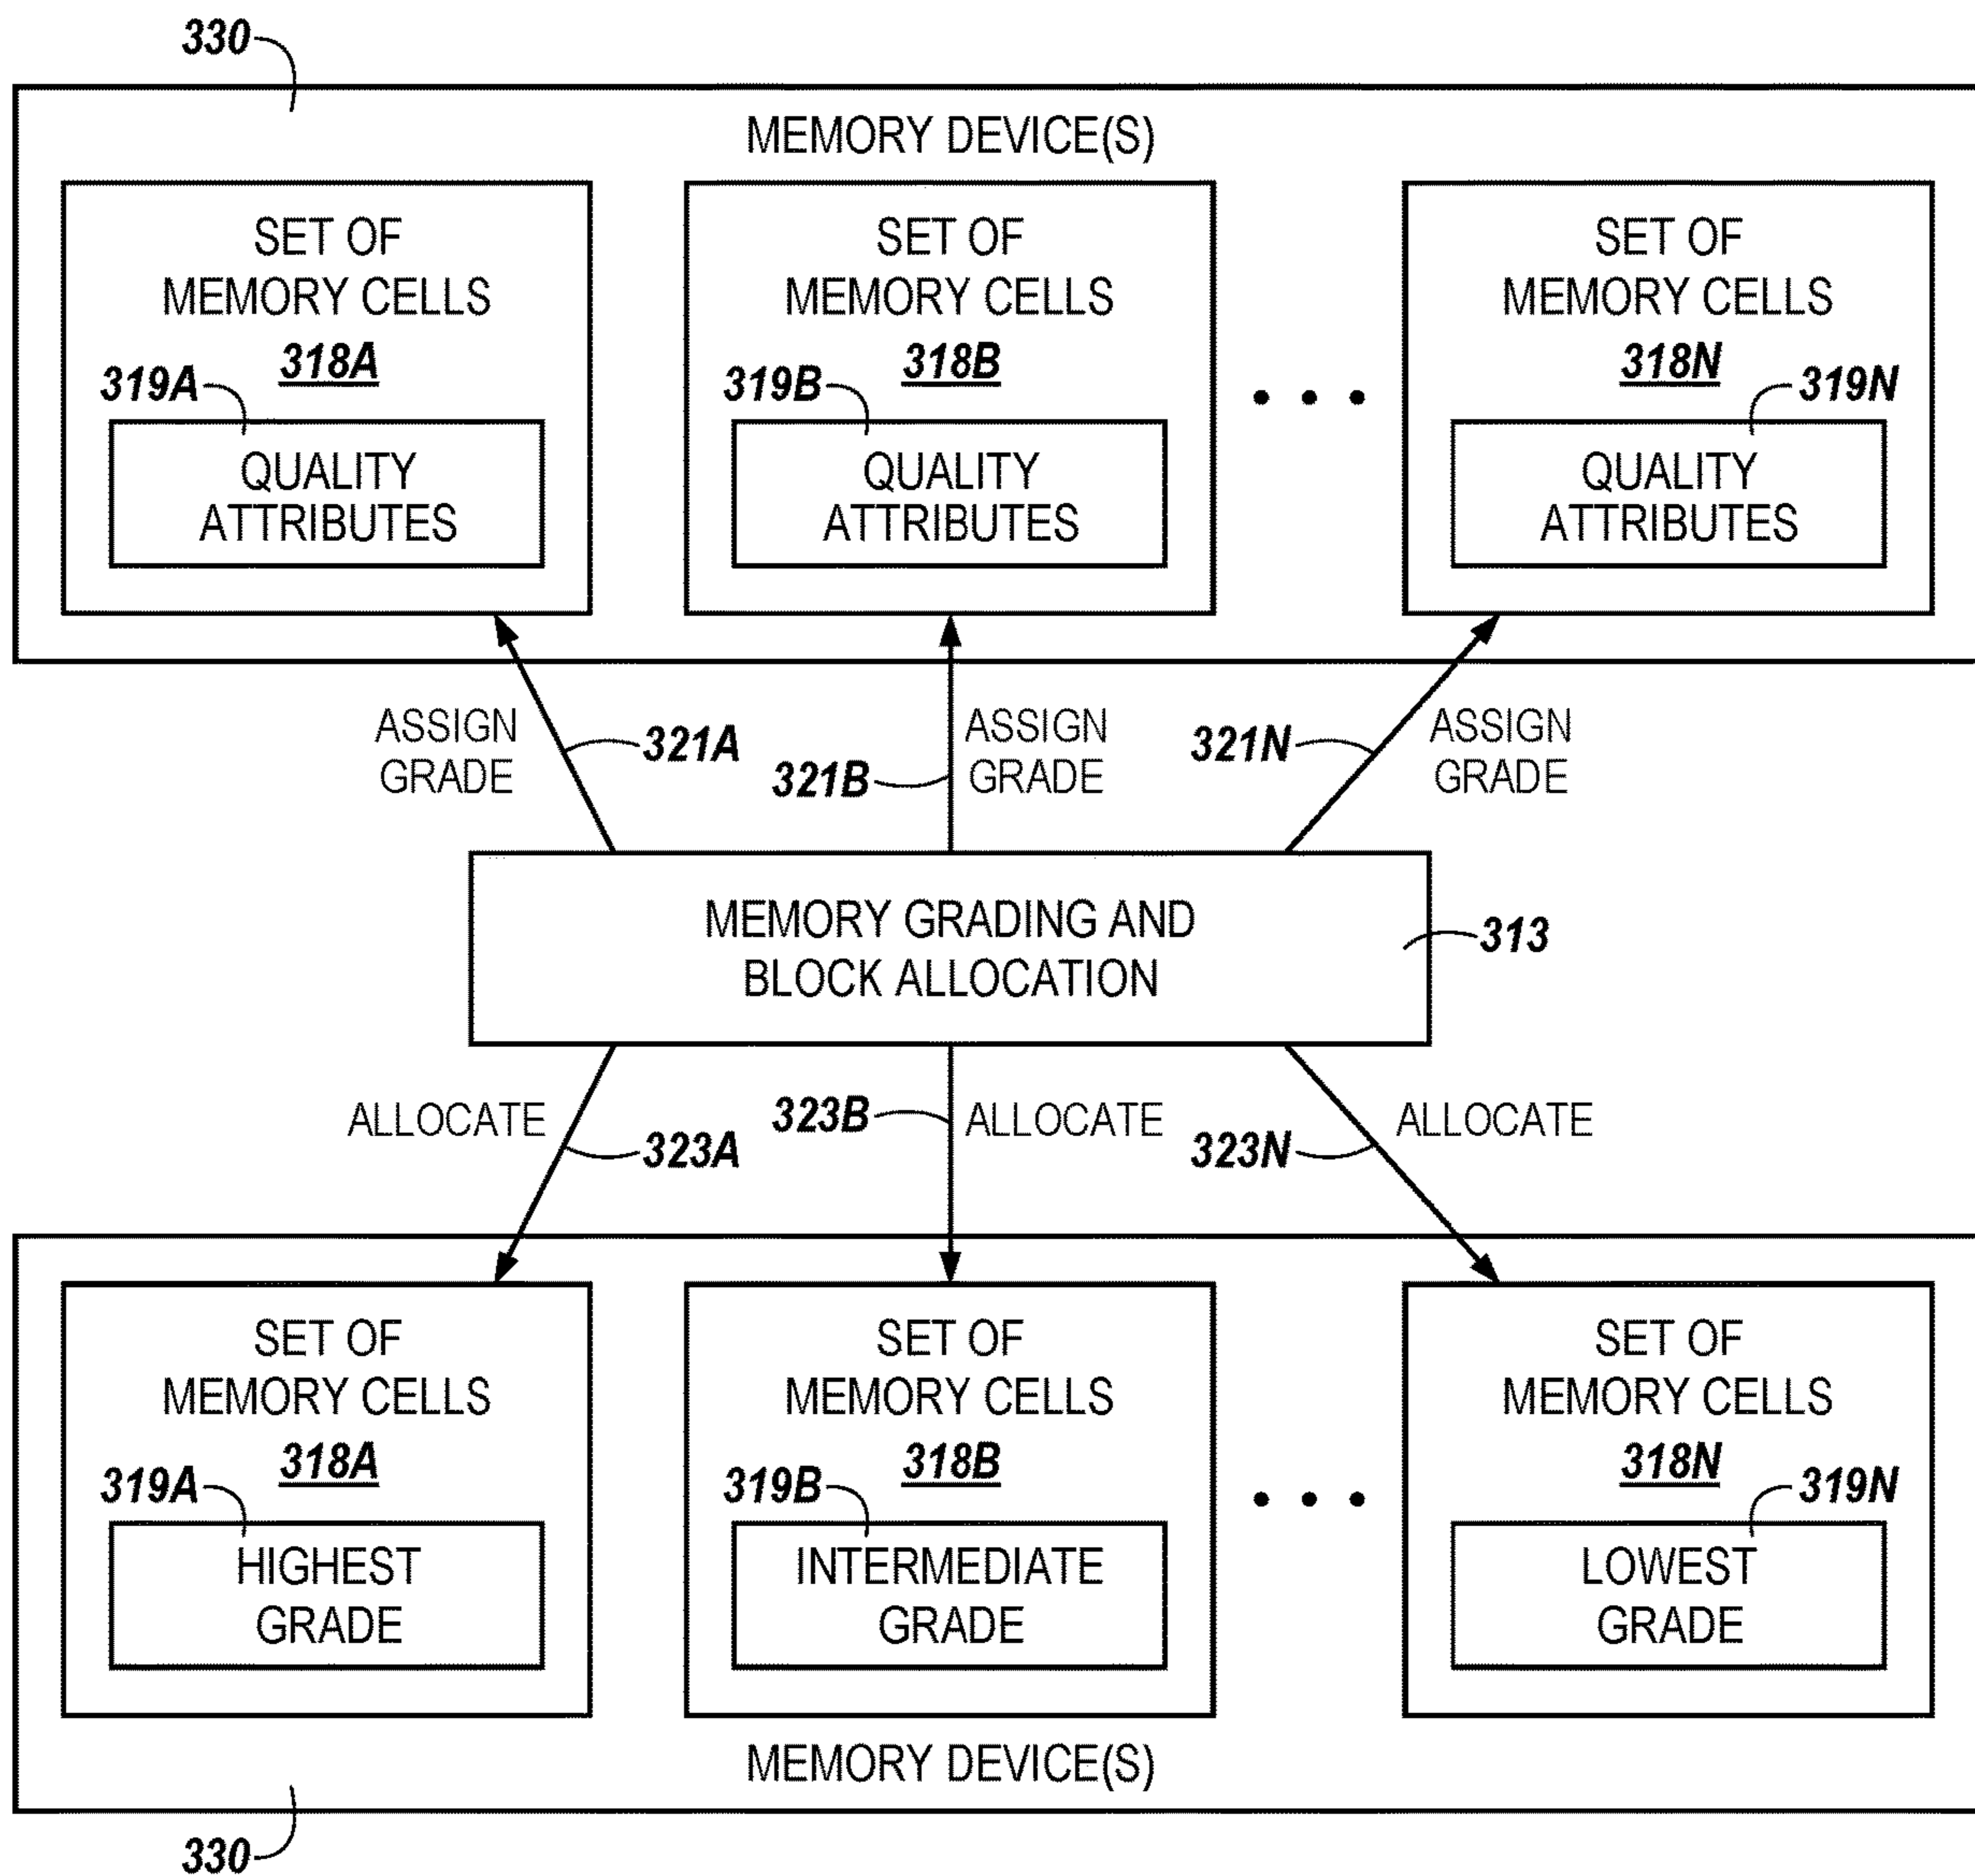 330
MEMORY DEVICE(S)
SET OF
MEMORY CELLS
318A
319A
QUALITY
ATTRIBUTES
SET OF
MEMORY CELLS
318B
319B
QUALITY
ATTRIBUTES
• • •
SET OF
MEMORY CELLS
318N
319N
QUALITY
ATTRIBUTES
ASSIGN
GRADE
321A
321B
ASSIGN
GRADE
321N
ASSIGN
GRADE
MEMORY GRADING AND
BLOCK ALLOCATION
313
ALLOCATE
323A
323B
ALLOCATE
323N
ALLOCATE
SET OF
MEMORY CELLS
318A
319A
HIGHEST
GRADE
SET OF
MEMORY CELLS
318B
319B
INTERMEDIATE
GRADE
• • •
SET OF
MEMORY CELLS
318N
319N
LOWEST
GRADE
MEMORY DEVICE(S)
330